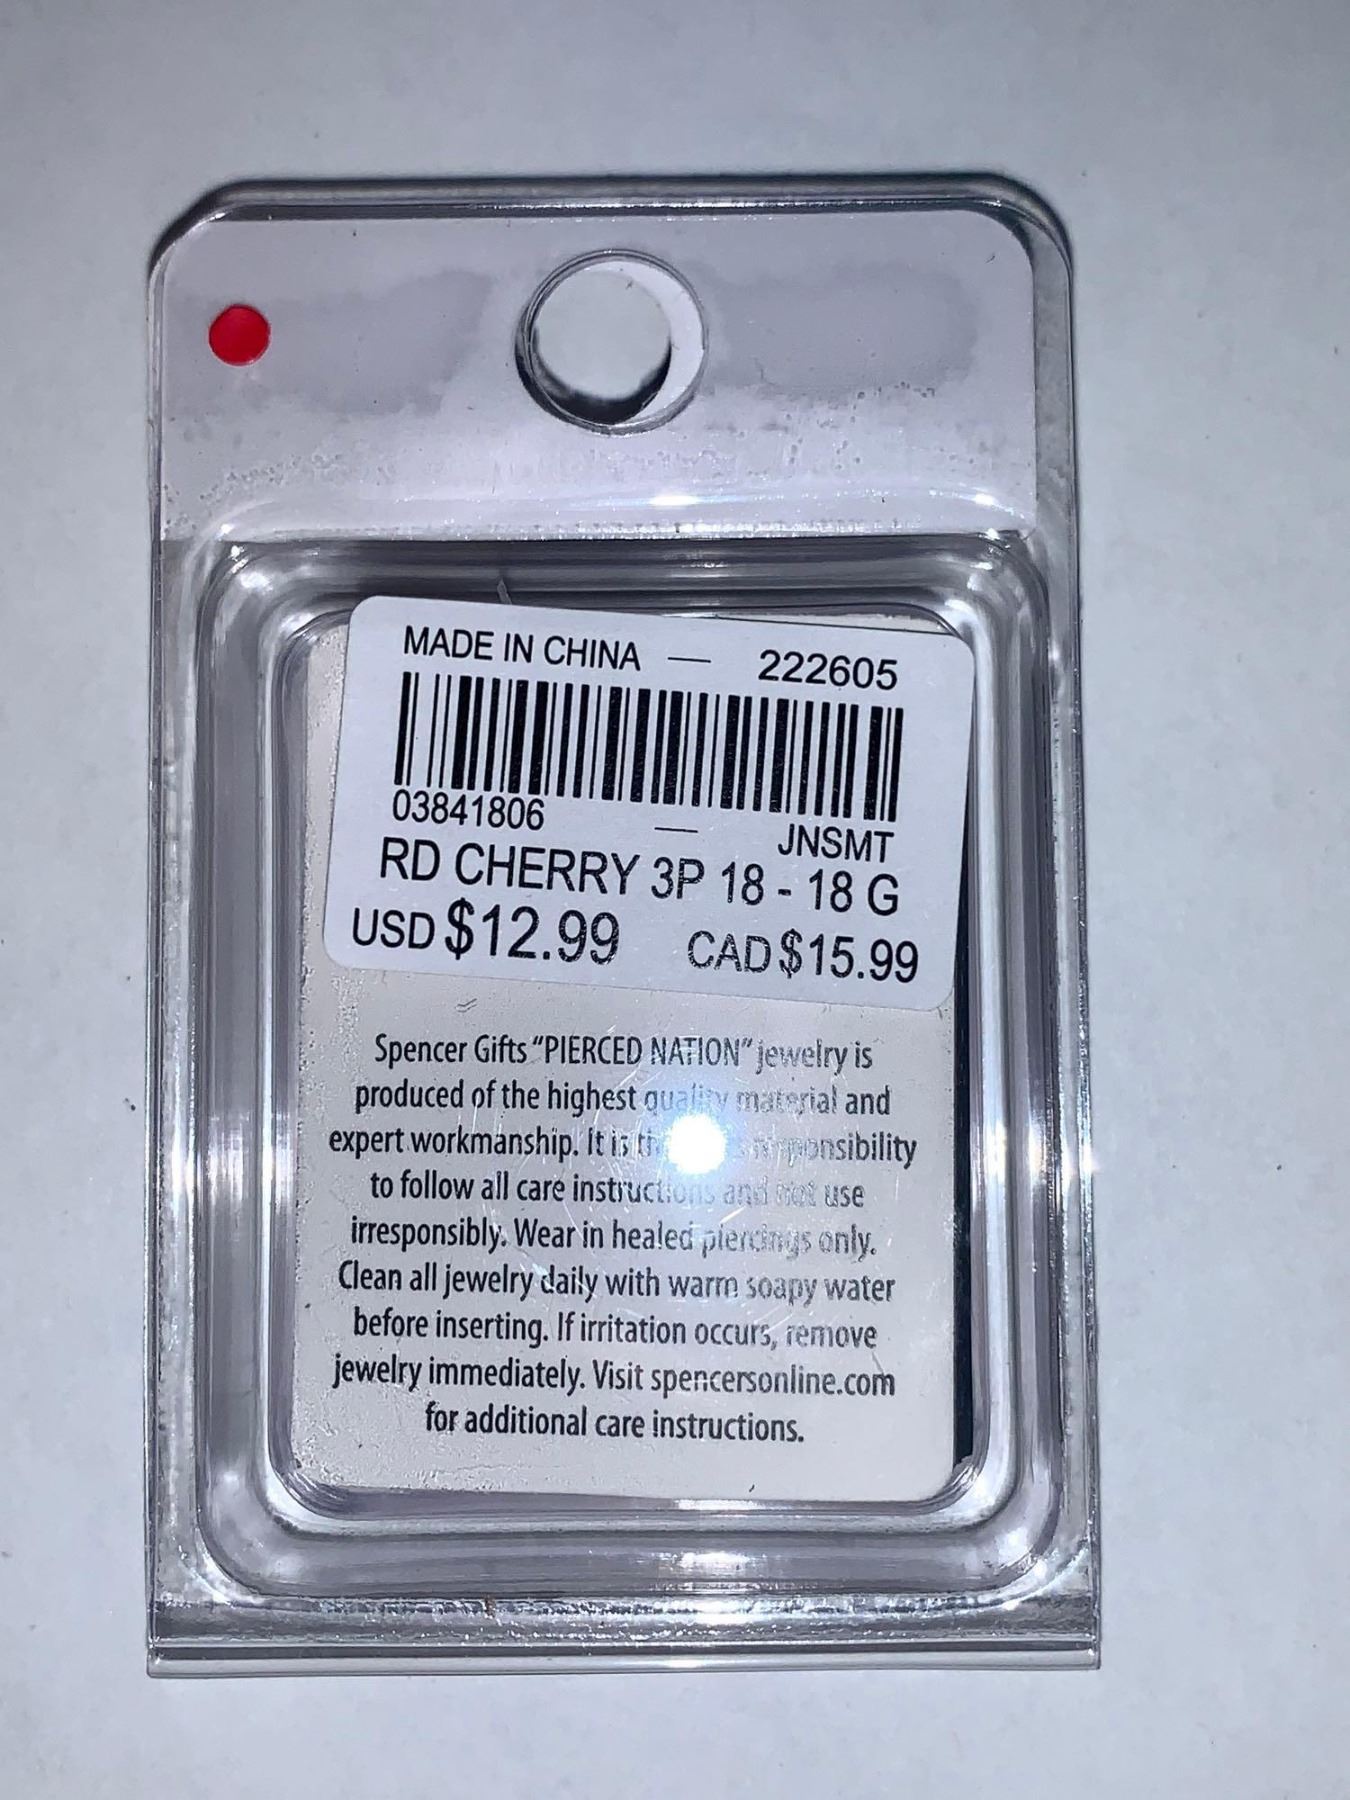 MADE IN CHINA — 222605
03841806 — JNSMT
RD CHERRY 3P 18 - 18 G
USD $12.99 CAD $15.99
Spencer Gifts "PIERCED NATION" jewelry is
produced of the highest quality material and
expert workmanship. It is responsibility
to follow all care instructions and not use
irresponsibly. Wear in healed piercings only.
Clean all jewelry daily with warm soapy water
before inserting. If irritation occurs, remove
jewelry immediately. Visit spencersonline.com
for additional care instructions.